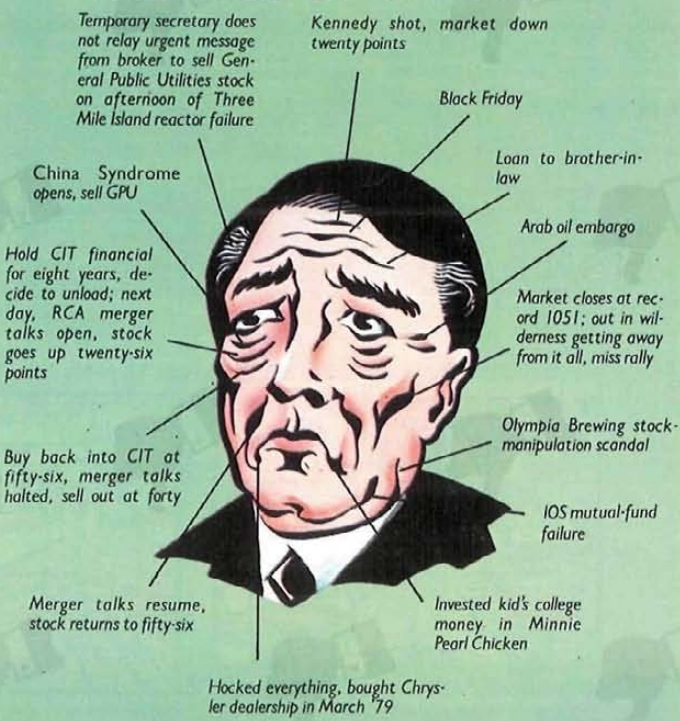 Temporary secretary does
not relay urgent message
from broker to sell Gen-
eral Public Utilities stock
on afternoon of Three
Mile Island reactor failure
Kennedy shot, market down
twenty points
Black Friday
Loan to brother-in-
law
China Syndrome
opens, sell GPU
Arab oil embargo
Hold CIT financial
for eight years, de-
cide to unload; next
day, RCA merger
talks open, stock
goes up twenty-six
points
Market closes at rec-
ord 1051; out in wil-
derness getting away
from it all, miss rally
Olympia Brewing stock-
manipulation scandal
Buy back into CIT at
fifty-six, merger talks
halted, sell out at forty
IOS mutual-fund
failure
Merger talks resume,
stock returns to fifty-six
Invested kid's college
money in Minnie
Pearl Chicken
Hocked everything, bought Chrys-
ler dealership in March '79